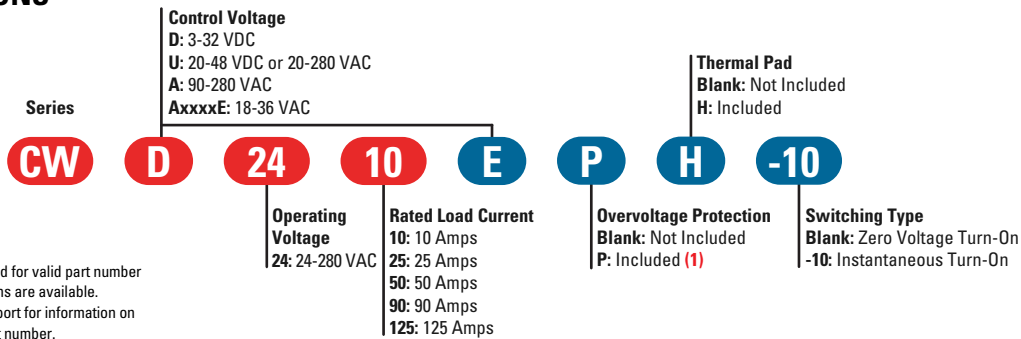 Control Voltage
D: 3-32 VDC
U: 20-48 VDC or 20-280 VAC
A: 90-280 VAC
AxxxxE: 18-36 VAC
Thermal Pad
Blank: Not Included
H: Included
Series
CW D 24 10 E P H -10
Operating
Voltage
24: 24-280 VAC
Rated Load Current
10: 10 Amps
25: 25 Amps
50: 50 Amps
90: 90 Amps
125: 125 Amps
Overvoltage Protection
Blank: Not Included
P: Included (1)
Switching Type
Blank: Zero Voltage Turn-On
-10: Instantaneous Turn-On
for valid part number
are available.
for information on
number.